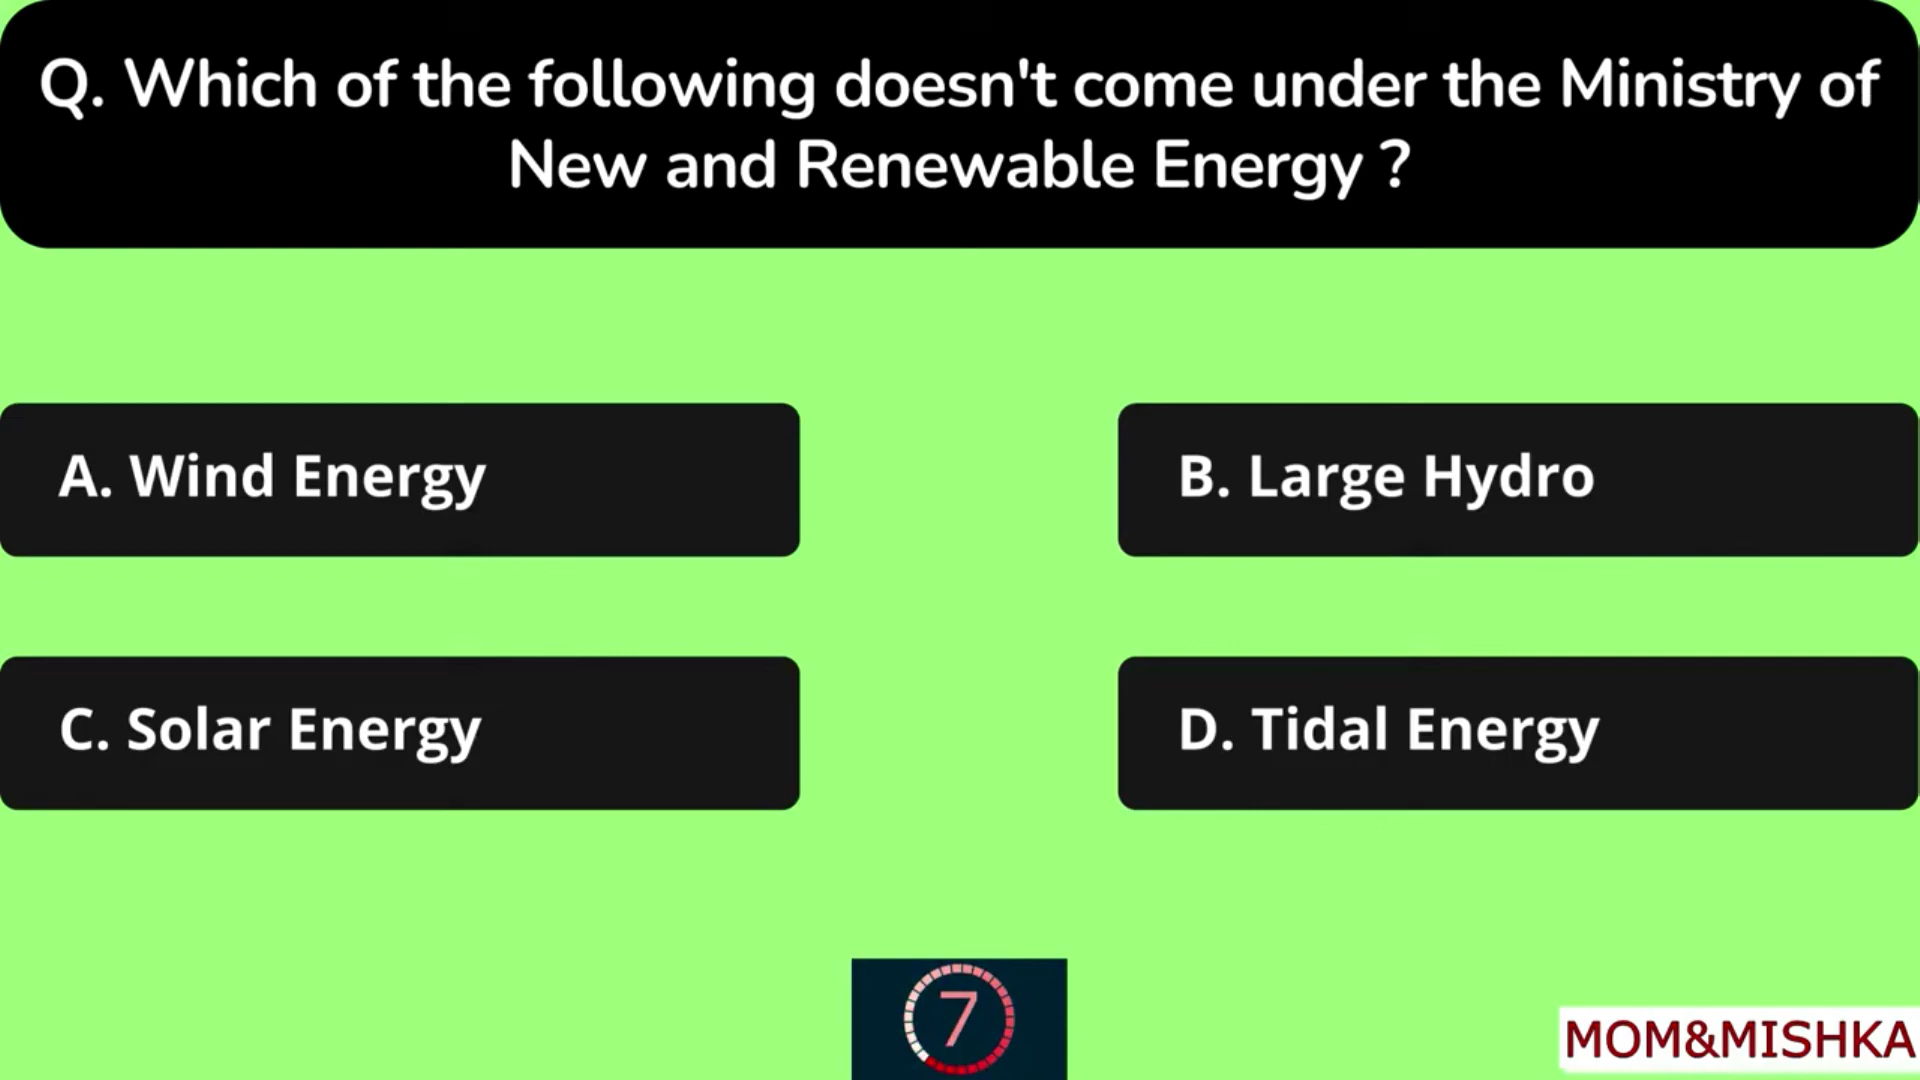 Q. Which of the following doesn't come under the Ministry of
New and Renewable Energy ?
A. Wind Energy
B. Large Hydro
C. Solar Energy
D. Tidal Energy
7
MOM&MISHKA